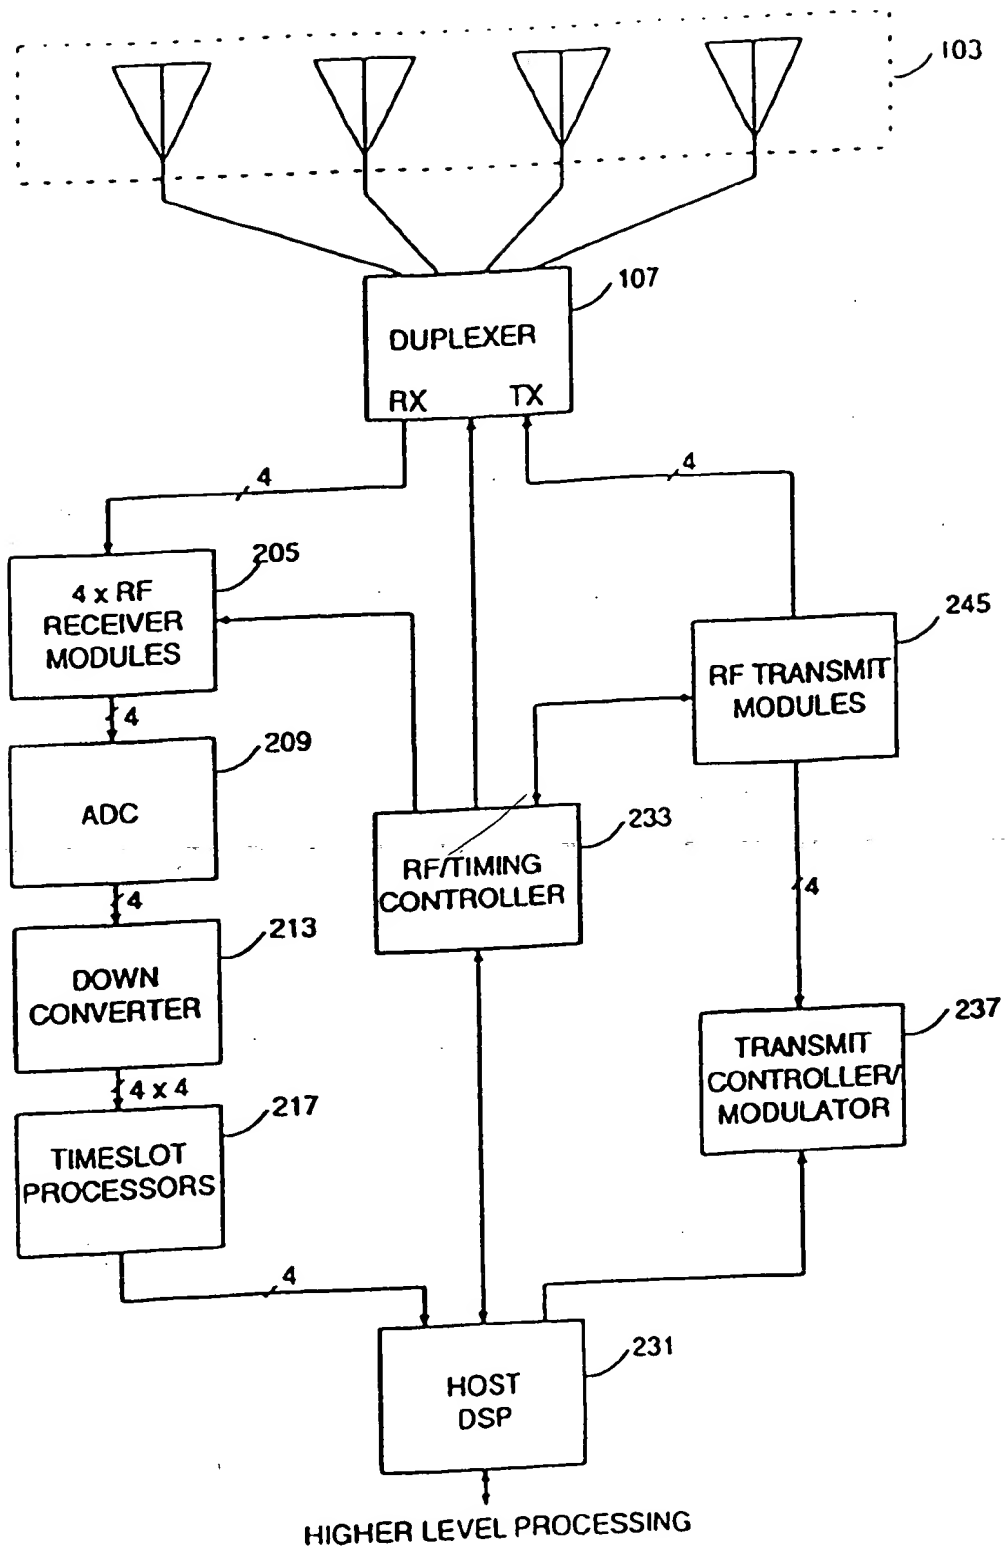 103
107
DUPLEXER
RX
TX
4
4
205
4 x RF
RECEIVER
MODULES
245
RF TRANSMIT
MODULES
4
209
ADC
233
RF/TIMING
CONTROLLER
4
4
213
DOWN
CONVERTER
237
TRANSMIT
CONTROLLER/
MODULATOR
4 x 4
217
TIMESLOT
PROCESSORS
4
231
HOST
DSP
HIGHER LEVEL PROCESSING